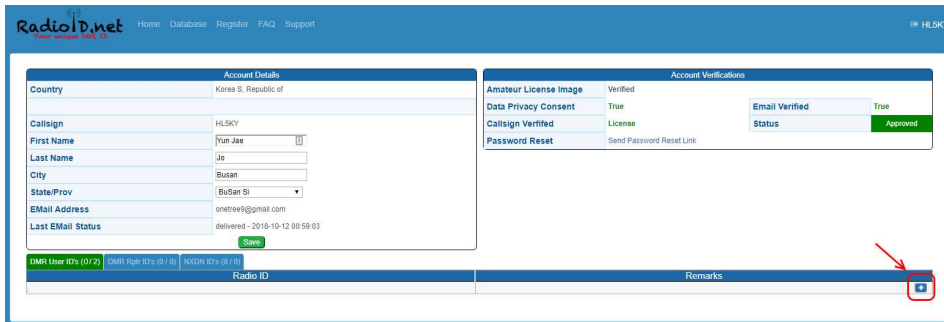 RadioID.net
Your unique DMR ID
Home Database Register FAQ Support
HL5KY
Account Details
Country Korea S, Republic of
Callsign HL5KY
First Name Yun Jae
Last Name Jo
City Busan
State/Prov BuSan Si
EMail Address onetree9@gmail.com
Last EMail Status delivered - 2018-10-12 00:59:03
Save
Account Verifications
Amateur License Image Verified
Data Privacy Consent True Email Verified True
Callsign Verfifed License Status Approved
Password Reset Send Password Reset Link
DMR User ID's (0 / 2) DMR Rptr ID's (0 / 0) NXDN ID's (0 / 0)
Radio ID Remarks